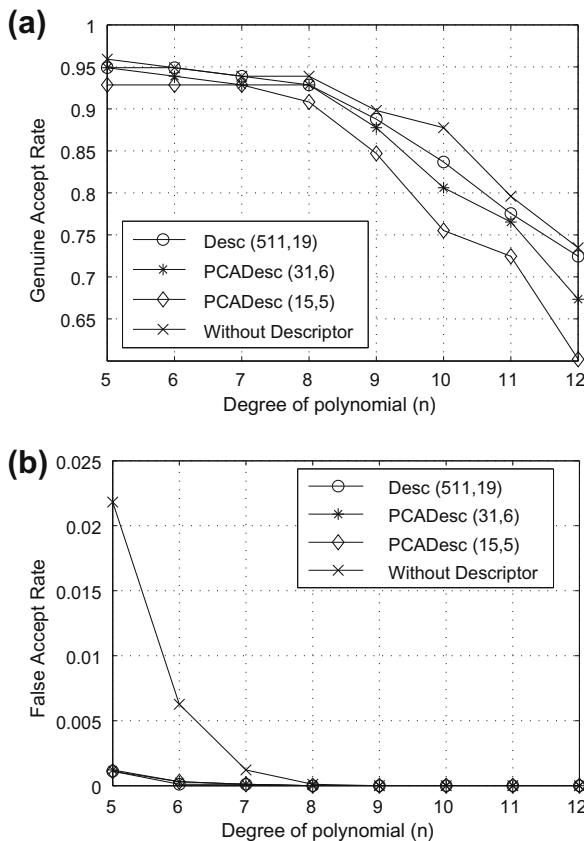 (a)
1
0.95
0.9
0.85
0.8
0.75
0.7
0.65
Genuine Accept Rate
Desc (511,19)
PCADesc (31,6)
PCADesc (15,5)
Without Descriptor
5 6 7 8 9 10 11 12
Degree of polynomial (n)
(b)
0.025
0.02
0.015
0.01
0.005
0
False Accept Rate
Desc (511,19)
PCADesc (31,6)
PCADesc (15,5)
Without Descriptor
5 6 7 8 9 10 11 12
Degree of polynomial (n)